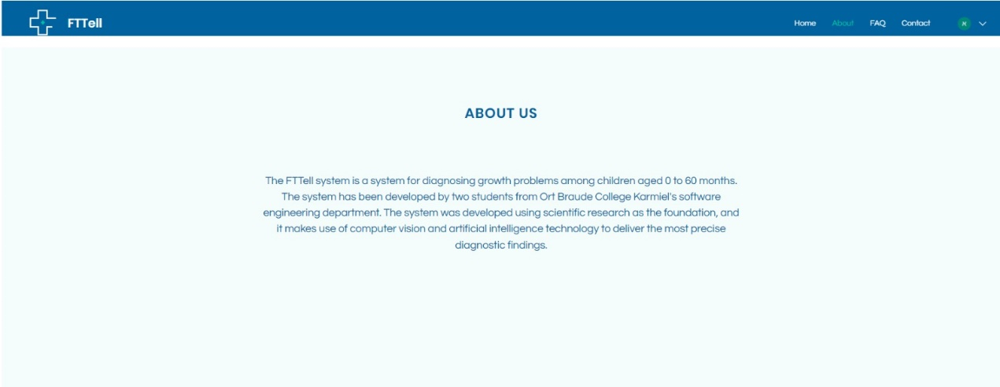 FTTell
Home About FAQ Contact א
ABOUT US
The FTTell system is a system for diagnosing growth problems among children aged 0 to 60 months.
The system has been developed by two students from Ort Braude College Karmiel's software
engineering department. The system was developed using scientific research as the foundation, and
it makes use of computer vision and artificial intelligence technology to deliver the most precise
diagnostic findings.